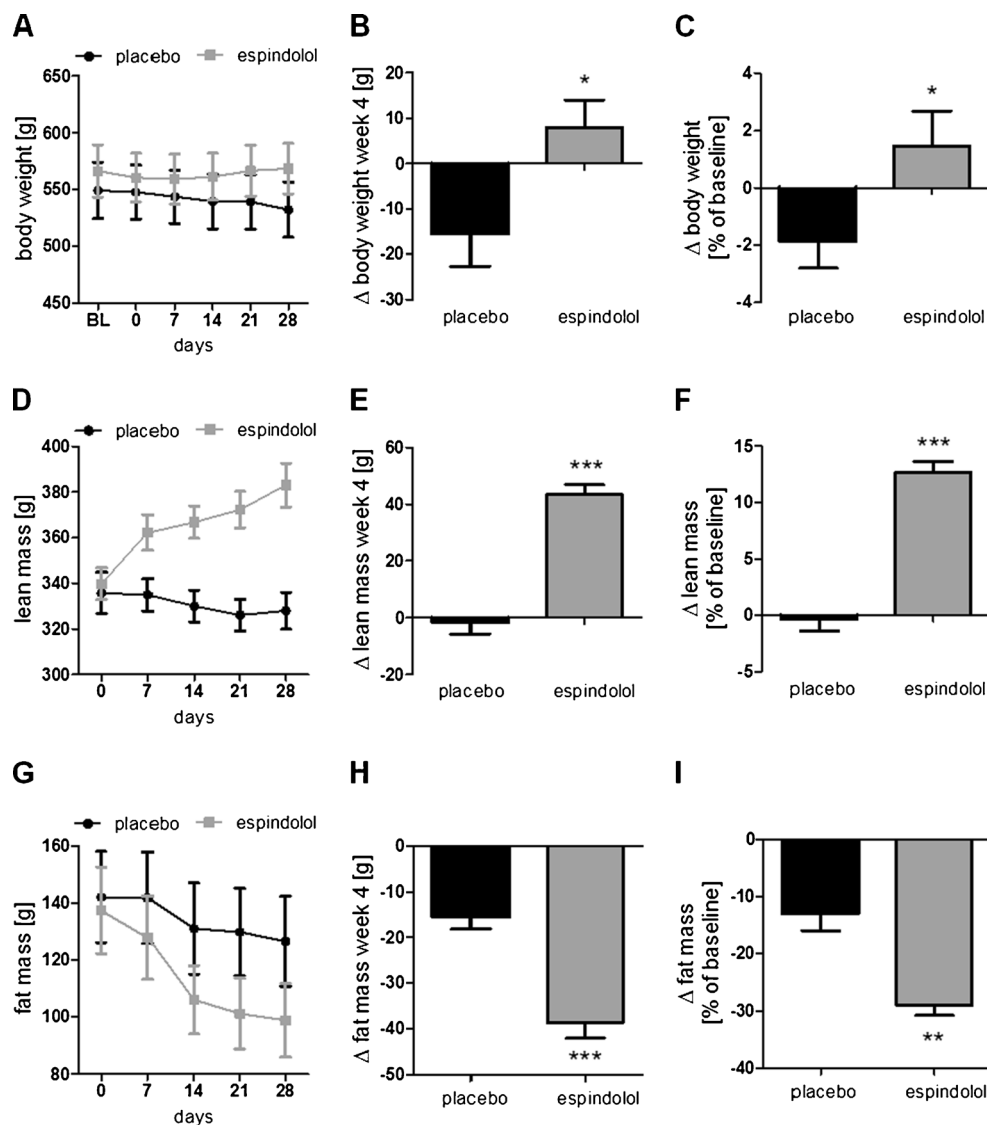 A
placebo espindolol
body weight [g]
650
600
550
500
450
BL 0 7 14 21 28
days
B
Δ body weight week 4 [g]
20
10
0
-10
-20
-30
*
placebo espindolol
C
Δ body weight
[% of baseline]
4
2
0
-2
-4
*
placebo espindolol
D
placebo espindolol
lean mass [g]
400
380
360
340
320
300
0 7 14 21 28
days
E
Δ lean mass week 4 [g]
60
40
20
0
-20
***
placebo espindolol
F
Δ lean mass
[% of baseline]
15
10
5
0
-5
***
placebo espindolol
G
placebo espindolol
fat mass [g]
160
140
120
100
80
0 7 14 21 28
days
H
Δ fat mass week 4 [g]
0
-10
-20
-30
-40
-50
***
placebo espindolol
I
Δ fat mass
[% of baseline]
0
-10
-20
-30
-40
**
placebo espindolol